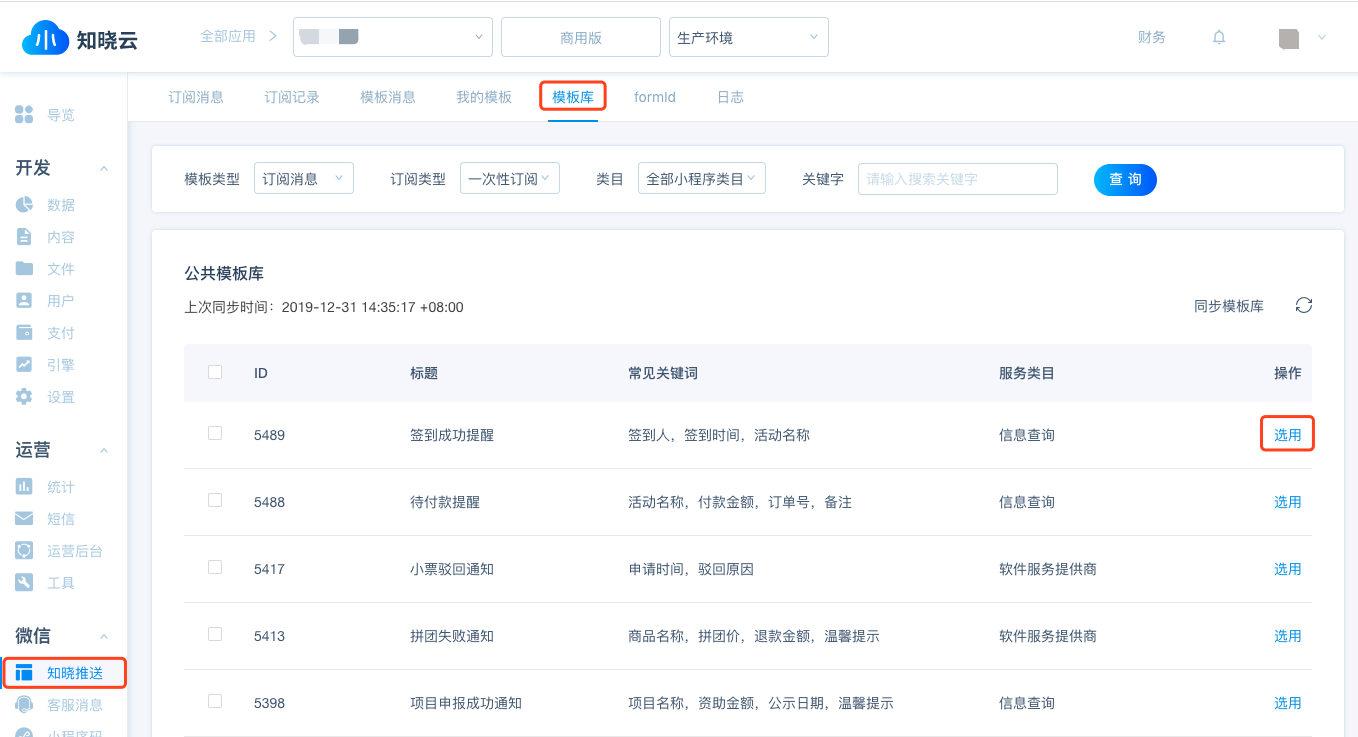 知晓云 全部应用 商用版 生产环境 财务
订阅消息 订阅记录 模板消息 我的模板 模板库 formId 日志
导览
开发
数据
内容
文件
用户
支付
引擎
设置
运营
统计
短信
运营后台
工具
微信
知晓推送
客服消息
小程序码
模板类型 订阅消息 订阅类型 一次性订阅 类目 全部小程序类目 关键字 请输入搜索关键字 查询
公共模板库
上次同步时间：2019-12-31 14:35:17 +08:00 同步模板库
ID 标题 常见关键词 服务类目 操作
5489 签到成功提醒 签到人，签到时间，活动名称 信息查询 选用
5488 待付款提醒 活动名称，付款金额，订单号，备注 信息查询 选用
5417 小票驳回通知 申请时间，驳回原因 软件服务提供商 选用
5413 拼团失败通知 商品名称，拼团价，退款金额，温馨提示 软件服务提供商 选用
5398 项目申报成功通知 项目名称，资助金额，公示日期，温馨提示 信息查询 选用